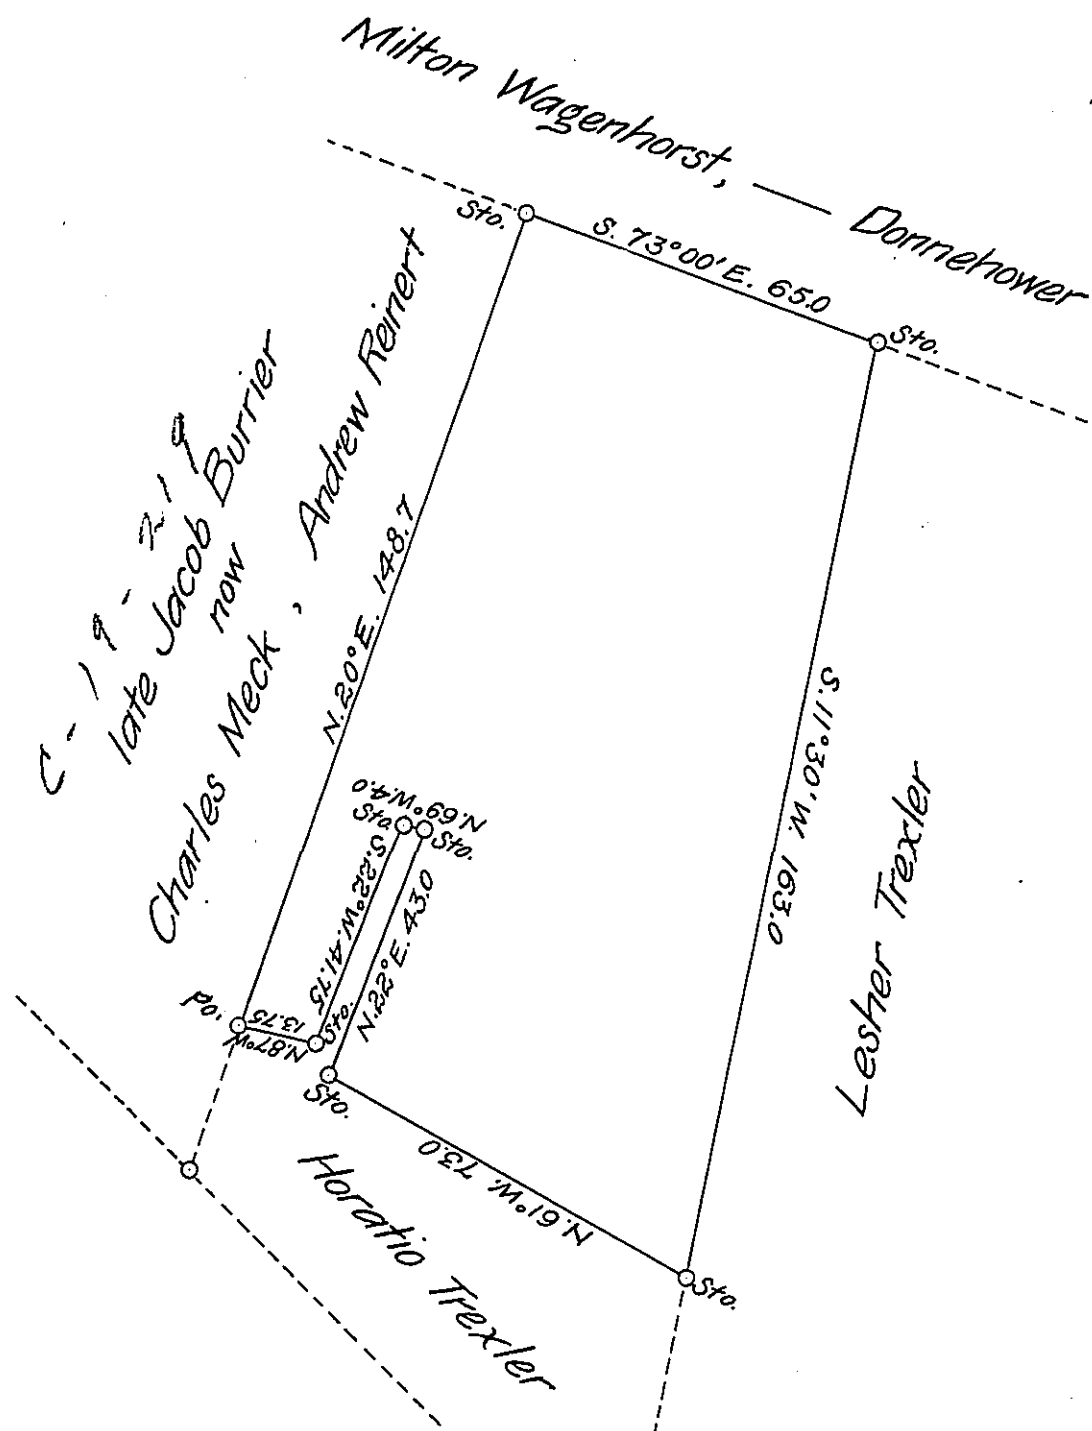 Milton Wagenhorst, — Donnehower
Sto.
S. 73°00' E. 65.0
Sto.
C-19-219
late Jacob Burrier
now
Charles Meck, Andrew Reinert
N. 20° E. 148.7
S. 11° 30' W. 163.0
Lesher Trexler
N. 69° W. 4.0
Sto.
Sto.
S. 22° W. 41.75
N. 22° E. 43.0
po.
N. 87° W.
13.75
Sto.
Sto.
N. 61° W. 73.0
Sto.
Horatio Trexler